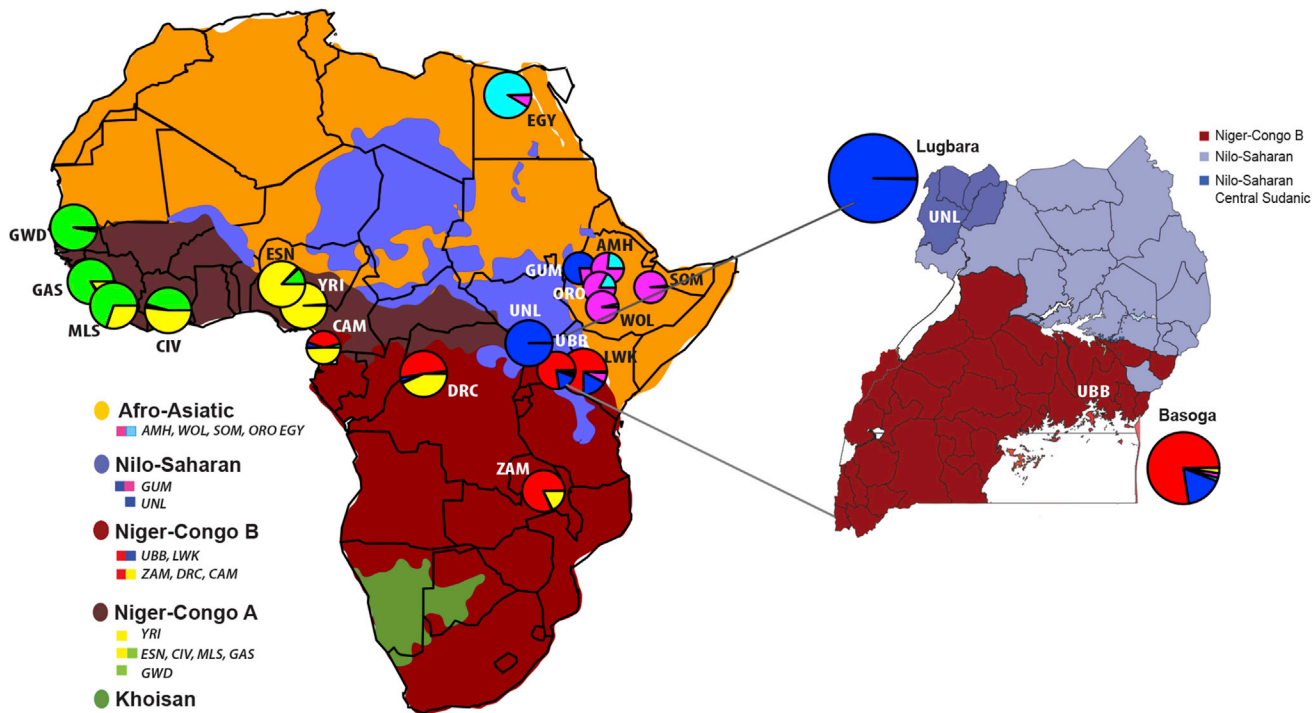 EGY
GWD
GAS
MLS
CIV
ESN
YRI
CAM
DRC
GUM
AMH
ORO
SOM
WOL
UNL
UBB
LWK
ZAM
Afro-Asiatic
AMH, WOL, SOM, ORO EGY
Nilo-Saharan
GUM
UNL
Niger-Congo B
UBB, LWK
ZAM, DRC, CAM
Niger-Congo A
YRI
ESN, CIV, MLS, GAS
GWD
Khoisan
Lugbara
UNL
UBB
Basoga
Niger-Congo B
Nilo-Saharan
Nilo-Saharan
Central Sudanic